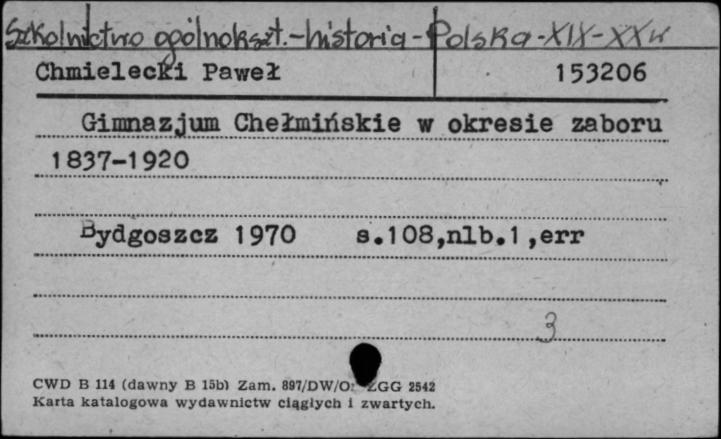 Szkolnictwo ogólnokszt.-historia-Polska-XIX-XXw
Chmielecki Paweł 153206
Gimnazjum Chełmińskie w okresie zaboru
1837-1920
Bydgoszcz 1970 s.108,nlb.1,err
3
CWD B 114 (dawny B 15b) Zam. 897/DW/O ZGG 2542
Karta katalogowa wydawnictw ciągłych i zwartych.